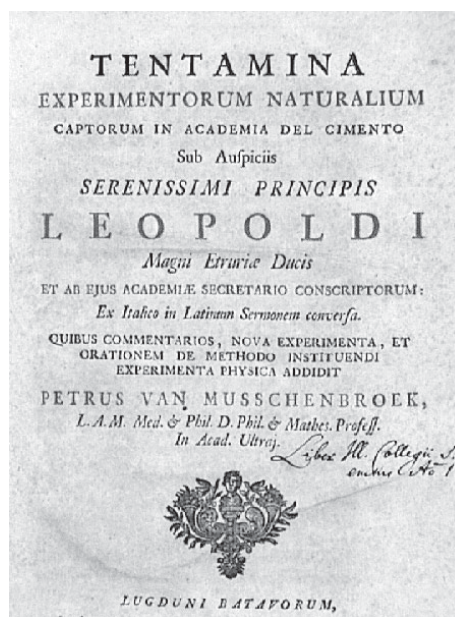 TENTAMINA
EXPERIMENTORUM NATURALIUM
CAPTORUM IN ACADEMIA DEL CIMENTO
Sub Auſpiciis
SERENISSIMI PRINCIPIS
LEOPOLDI
Magni Etruriæ Ducis
ET AB EJUS ACADEMIÆ SECRETARIO CONSCRIPTORUM:
Ex Italico in Latinum Sermonem converſa.
QUIBUS COMMENTARIOS, NOVA EXPERIMENTA, ET
ORATIONEM DE METHODO INSTITUENDI
EXPERIMENTA PHYSICA ADDIDIT
PETRUS VAN MUSSCHENBROEK,
L. A. M. Med. & Phil. D. Phil. & Mathes. Profeſſ.
In Acad. Ultraj.
Liber Ill. Collegii
LUGDUNI BATAVORUM,